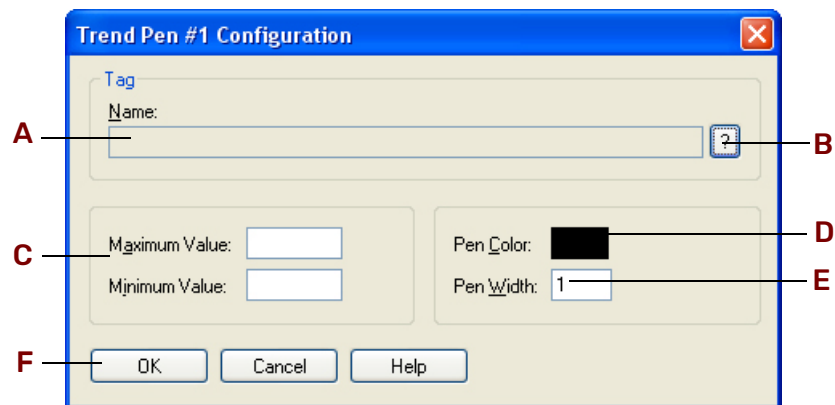 Trend Pen #1 Configuration
Tag
Name:
A
?
B
Maximum Value:
Pen Color:
D
C
Minimum Value:
Pen Width:
1
E
F
OK
Cancel
Help